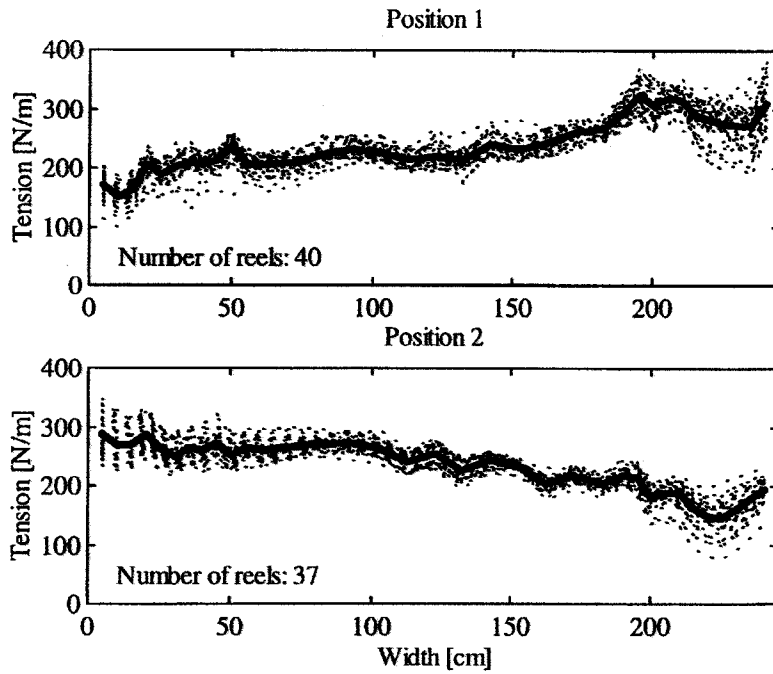 Position 1
400
300
200
100
0
Tension [N/m]
Number of reels: 40
0 50 100 150 200
Position 2
400
300
200
100
0
Tension [N/m]
Number of reels: 37
0 50 100 150 200
Width [cm]